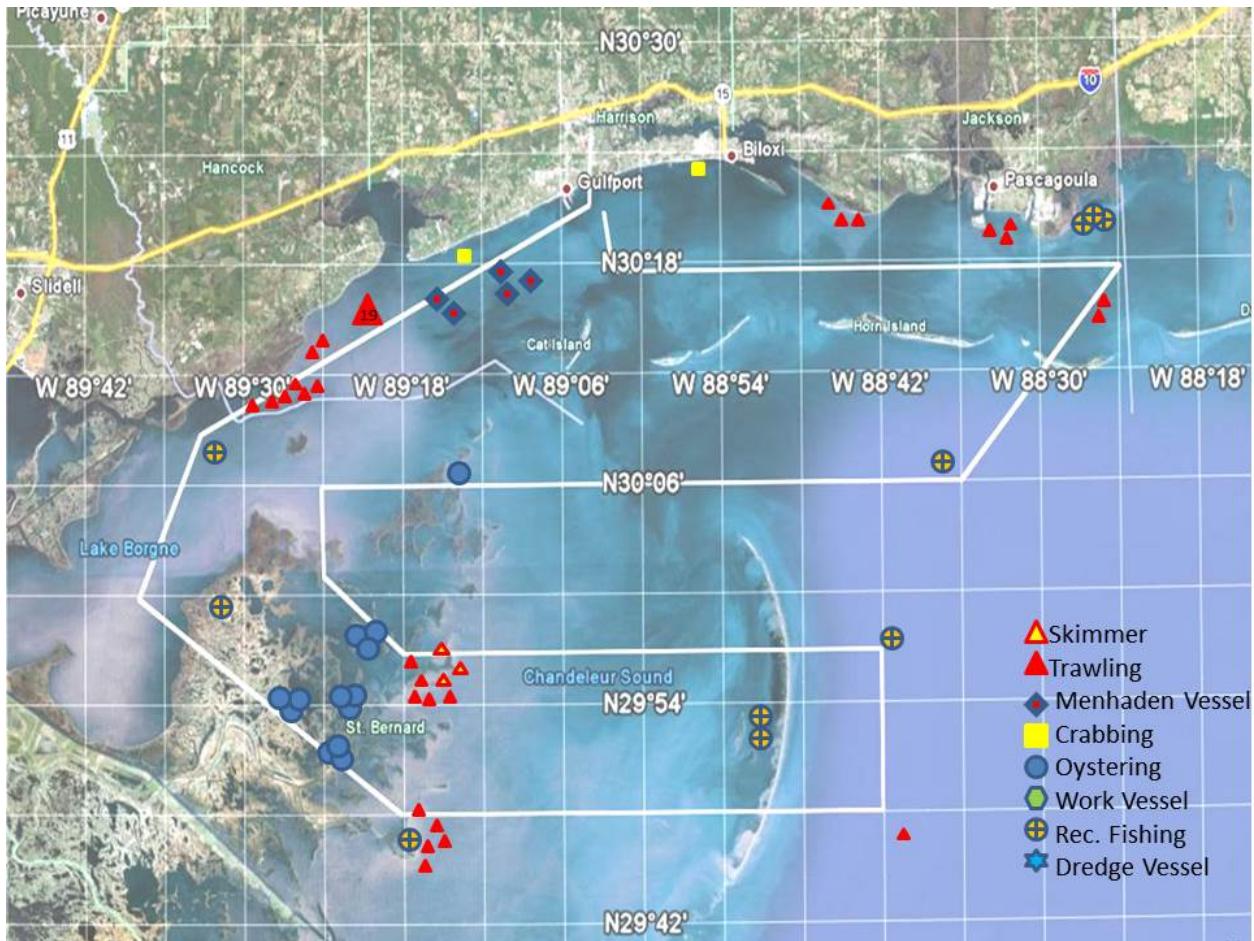 Picayune
N30°30'
10
15
11
Harrison
Jackson
Hancock
Biloxi
Gulfport
Pascagoula
N30°18'
Slidell
19
Horn Island
D
Cat Island
W 89°42'
W 89°30'
W 89°18'
W 89°06'
W 88°54'
W 88°42'
W 88°30'
W 88°18'
N30°06'
Lake Borgne
Skimmer
Trawling
Chandeleur Sound
Menhaden Vessel
N29°54'
St. Bernard
Crabbing
Oystering
Work Vessel
Rec. Fishing
Dredge Vessel
N29°42'